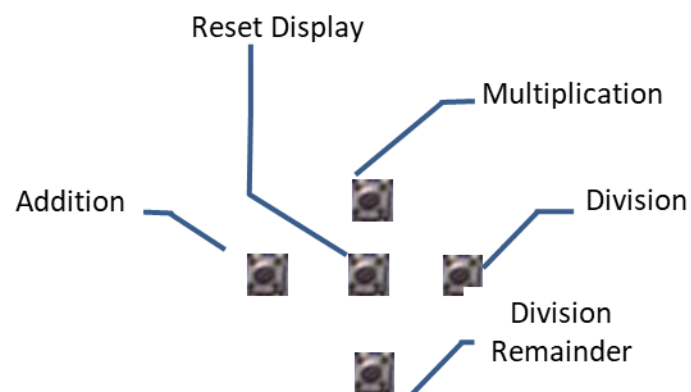 Reset Display
Multiplication
Addition
Division
Division
Remainder